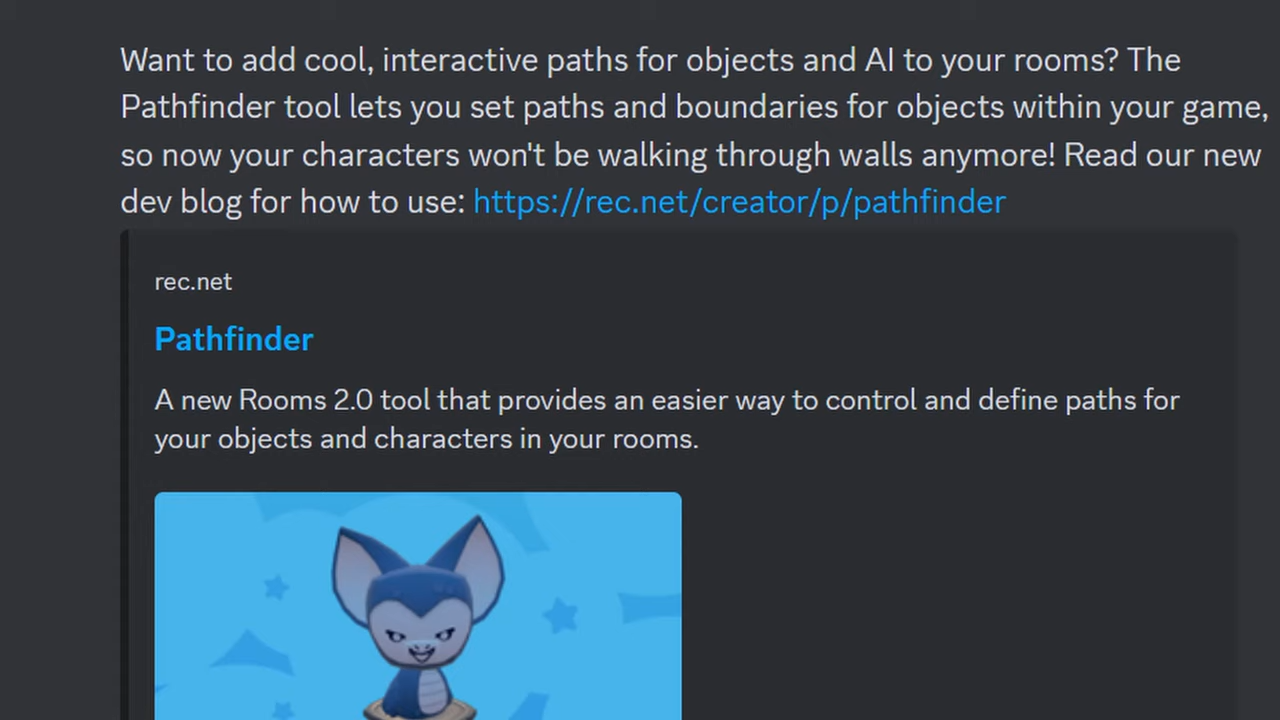 Want to add cool, interactive paths for objects and AI to your rooms? The
Pathfinder tool lets you set paths and boundaries for objects within your game,
so now your characters won't be walking through walls anymore! Read our new
dev blog for how to use: https://rec.net/creator/p/pathfinder
rec.net
Pathfinder
A new Rooms 2.0 tool that provides an easier way to control and define paths for
your objects and characters in your rooms.